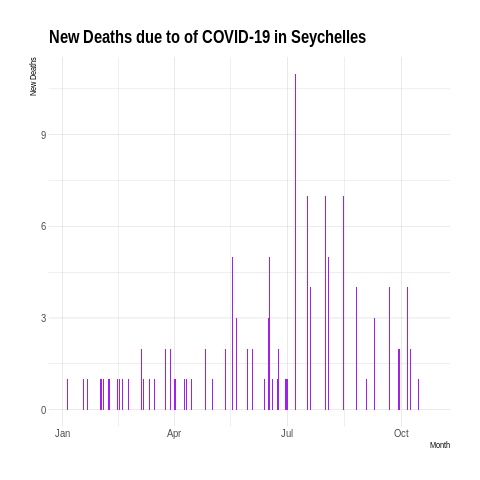 New Deaths due to of COVID-19 in Seychelles
New Deaths
9
6
3
0
Jan Apr Jul Oct
Month